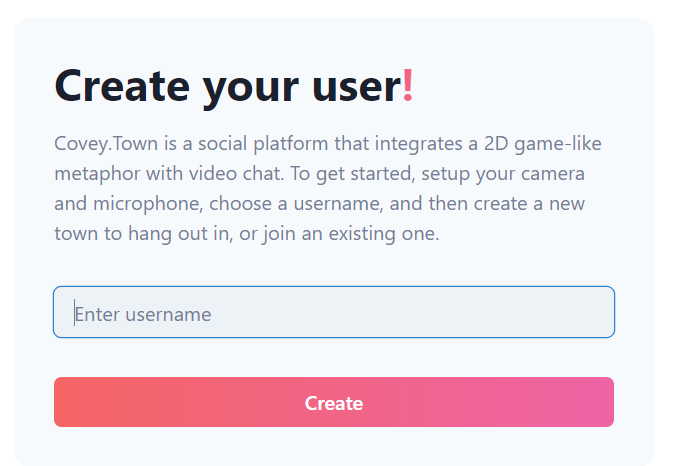 Create your user!
Covey.Town is a social platform that integrates a 2D game-like
metaphor with video chat. To get started, setup your camera
and microphone, choose a username, and then create a new
town to hang out in, or join an existing one.
Enter username
Create